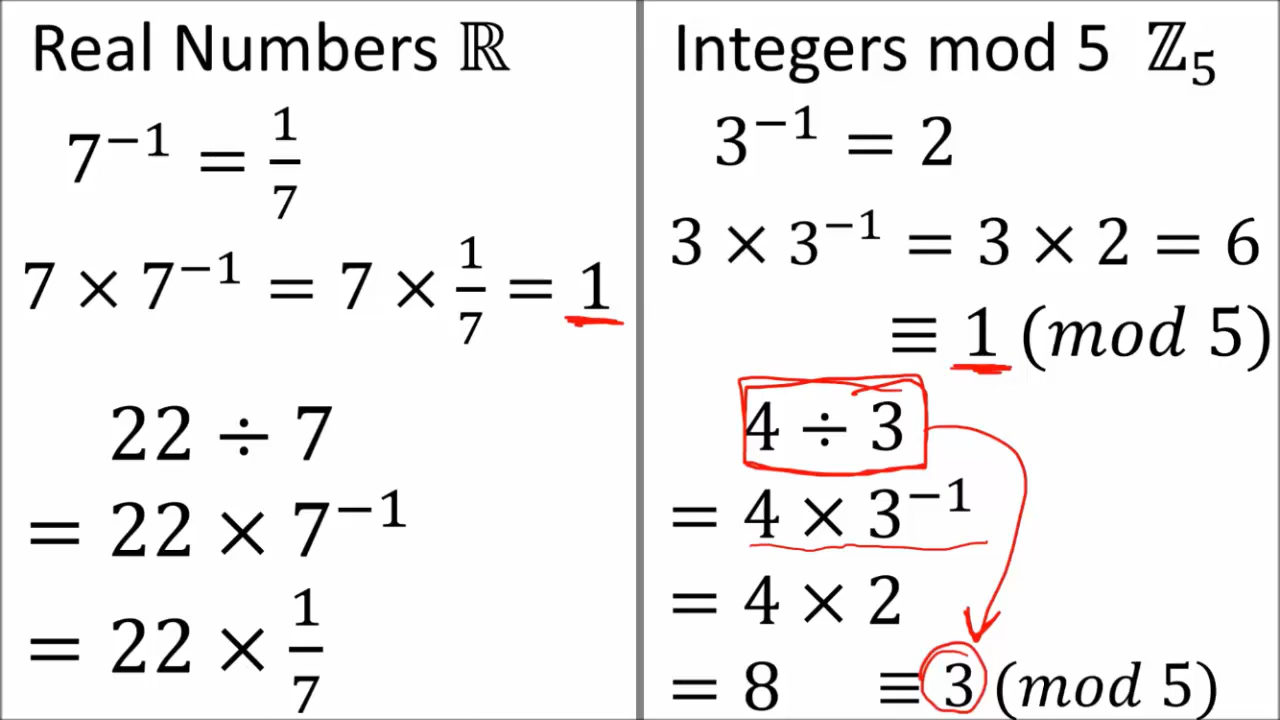 Real Numbers ℝ
7⁻¹ = 1/7
7 × 7⁻¹ = 7 × 1/7 = 1
22 ÷ 7
= 22 × 7⁻¹
= 22 × 1/7
Integers mod 5 ℤ₅
3⁻¹ = 2
3 × 3⁻¹ = 3 × 2 = 6
≡ 1 (mod 5)
4 ÷ 3
= 4 × 3⁻¹
= 4 × 2
= 8 ≡ 3 (mod 5)